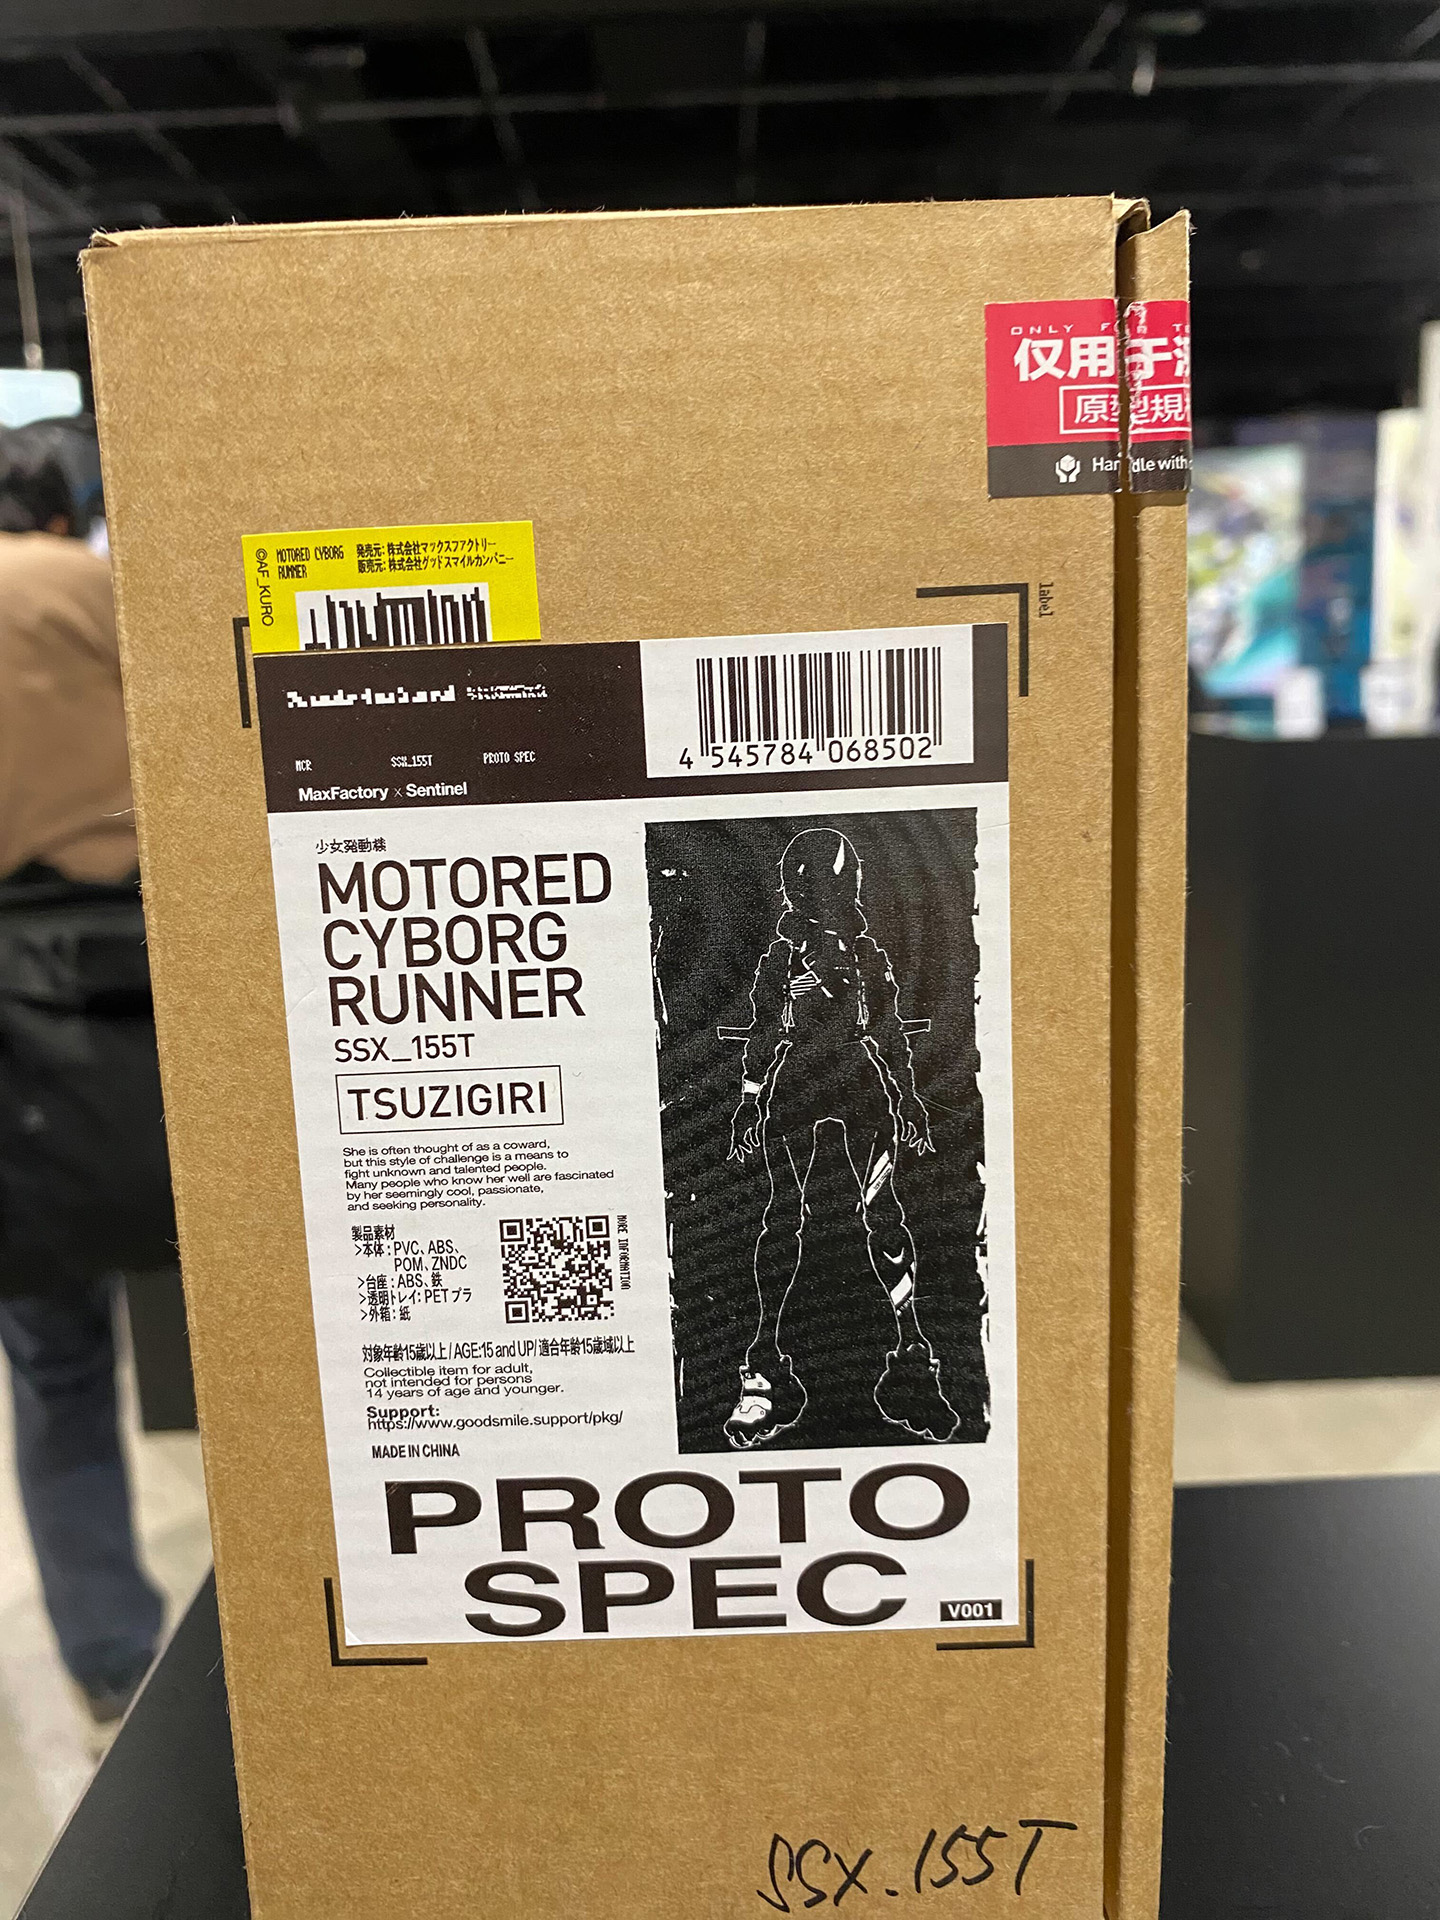 ONLY
仅用于
原型規
Handle with
©AF_KURO
MOTORED CYBORG
RUNNER
発売元：株式会社マックスファクトリー
販売元：株式会社グッドスマイルカンパニー
label
MCR
SSX_155T
PROTO SPEC
MaxFactory x Sentinel
4 545784 068502
少女発動機
MOTORED
CYBORG
RUNNER
SSX_155T
TSUZIGIRI
She is often thought of as a coward,
but this style of challenge is a means to
fight unknown and talented people.
Many people who know her well are fascinated
by her seemingly cool, passionate,
and seeking personality.
製品素材
>本体：PVC、ABS、
POM、ZNDC
>台座：ABS、鉄
>透明トレイ：PETプラ
>外箱：紙
MORE INFORMATION
対象年齢15歳以上/AGE:15 and UP/適合年齢15歳域以上
Collectible item for adult,
not intended for persons
14 years of age and younger.
Support:
https://www.goodsmile.support/pkg/
MADE IN CHINA
PROTO
SPEC
V001
SSX_155T